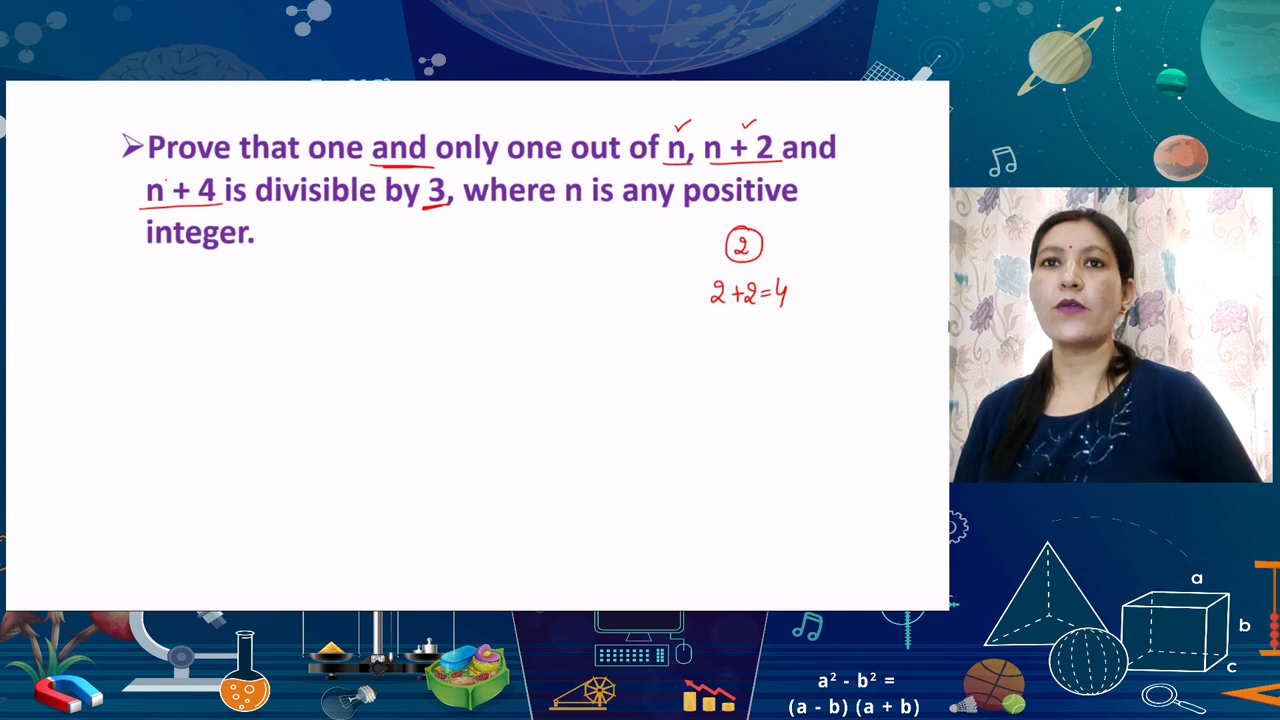 ➢Prove that one and only one out of n, n + 2 and
n + 4 is divisible by 3, where n is any positive
integer.
2
2+2=4
a
b
c
a² - b² =
(a - b) (a + b)